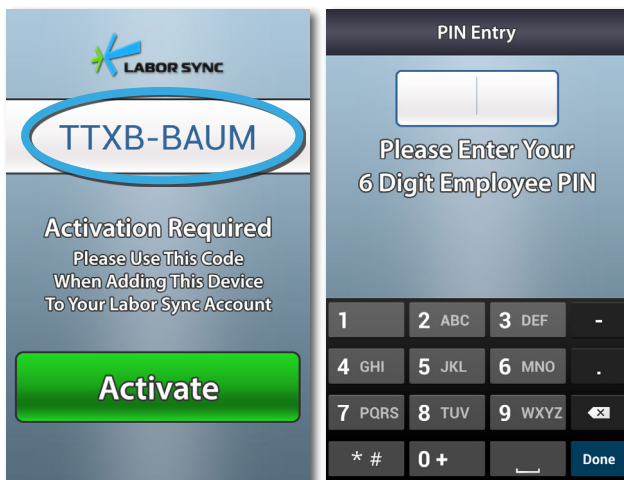 LABOR SYNC
TTXB-BAUM
Activation Required
Please Use This Code
When Adding This Device
To Your Labor Sync Account
Activate
PIN Entry
Please Enter Your
6 Digit Employee PIN
1 2 ABC 3 DEF -
4 GHI 5 JKL 6 MNO .
7 PQRS 8 TUV 9 WXYZ
* # 0 + Done